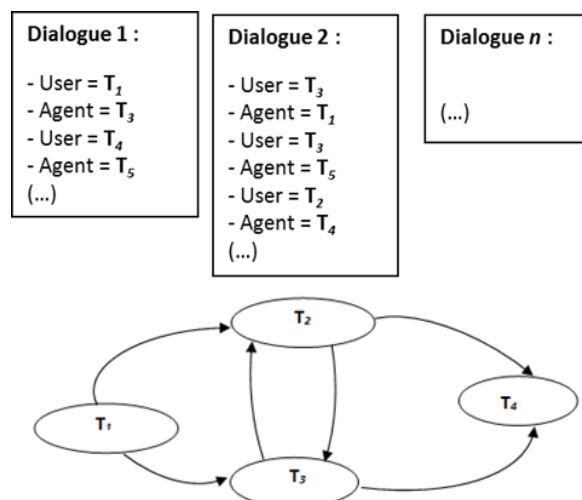 Dialogue 1 :
- User = T1
- Agent = T3
- User = T4
- Agent = T5
(...)
Dialogue 2 :
- User = T3
- Agent = T1
- User = T3
- Agent = T5
- User = T2
- Agent = T4
(...)
Dialogue n :
(...)
T2
T1
T4
T3